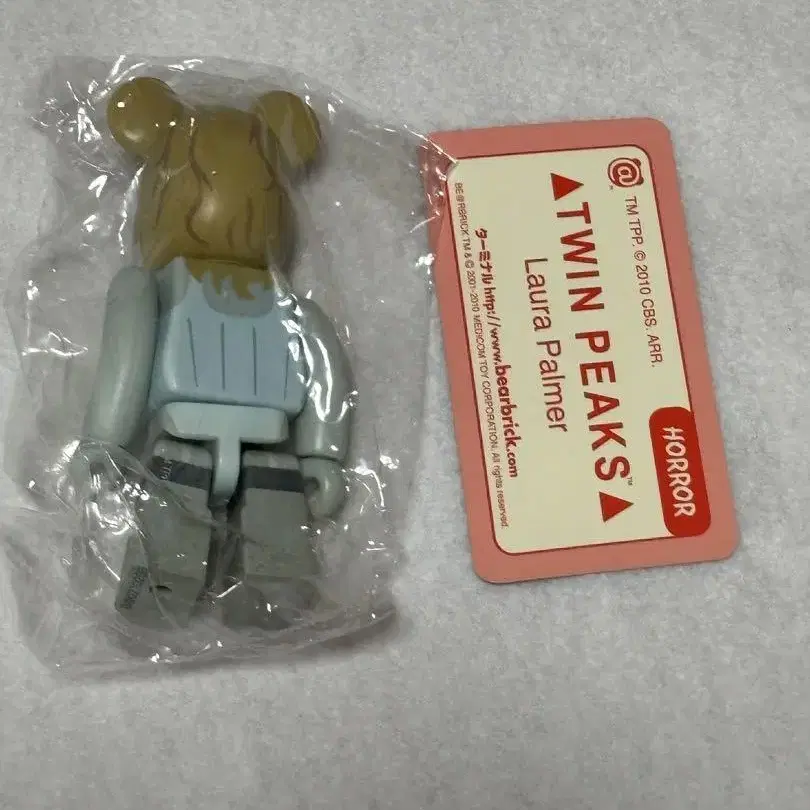 HORROR
@ TM TPP. © 2010 CBS. ARR.
▲TWIN PEAKS™▲
Laura Palmer
ターミナル http://www.bearbrick.com
BE@RBRICK TM & © 2001-2010 MEDICOM TOY CORPORATION. All rights reserved.